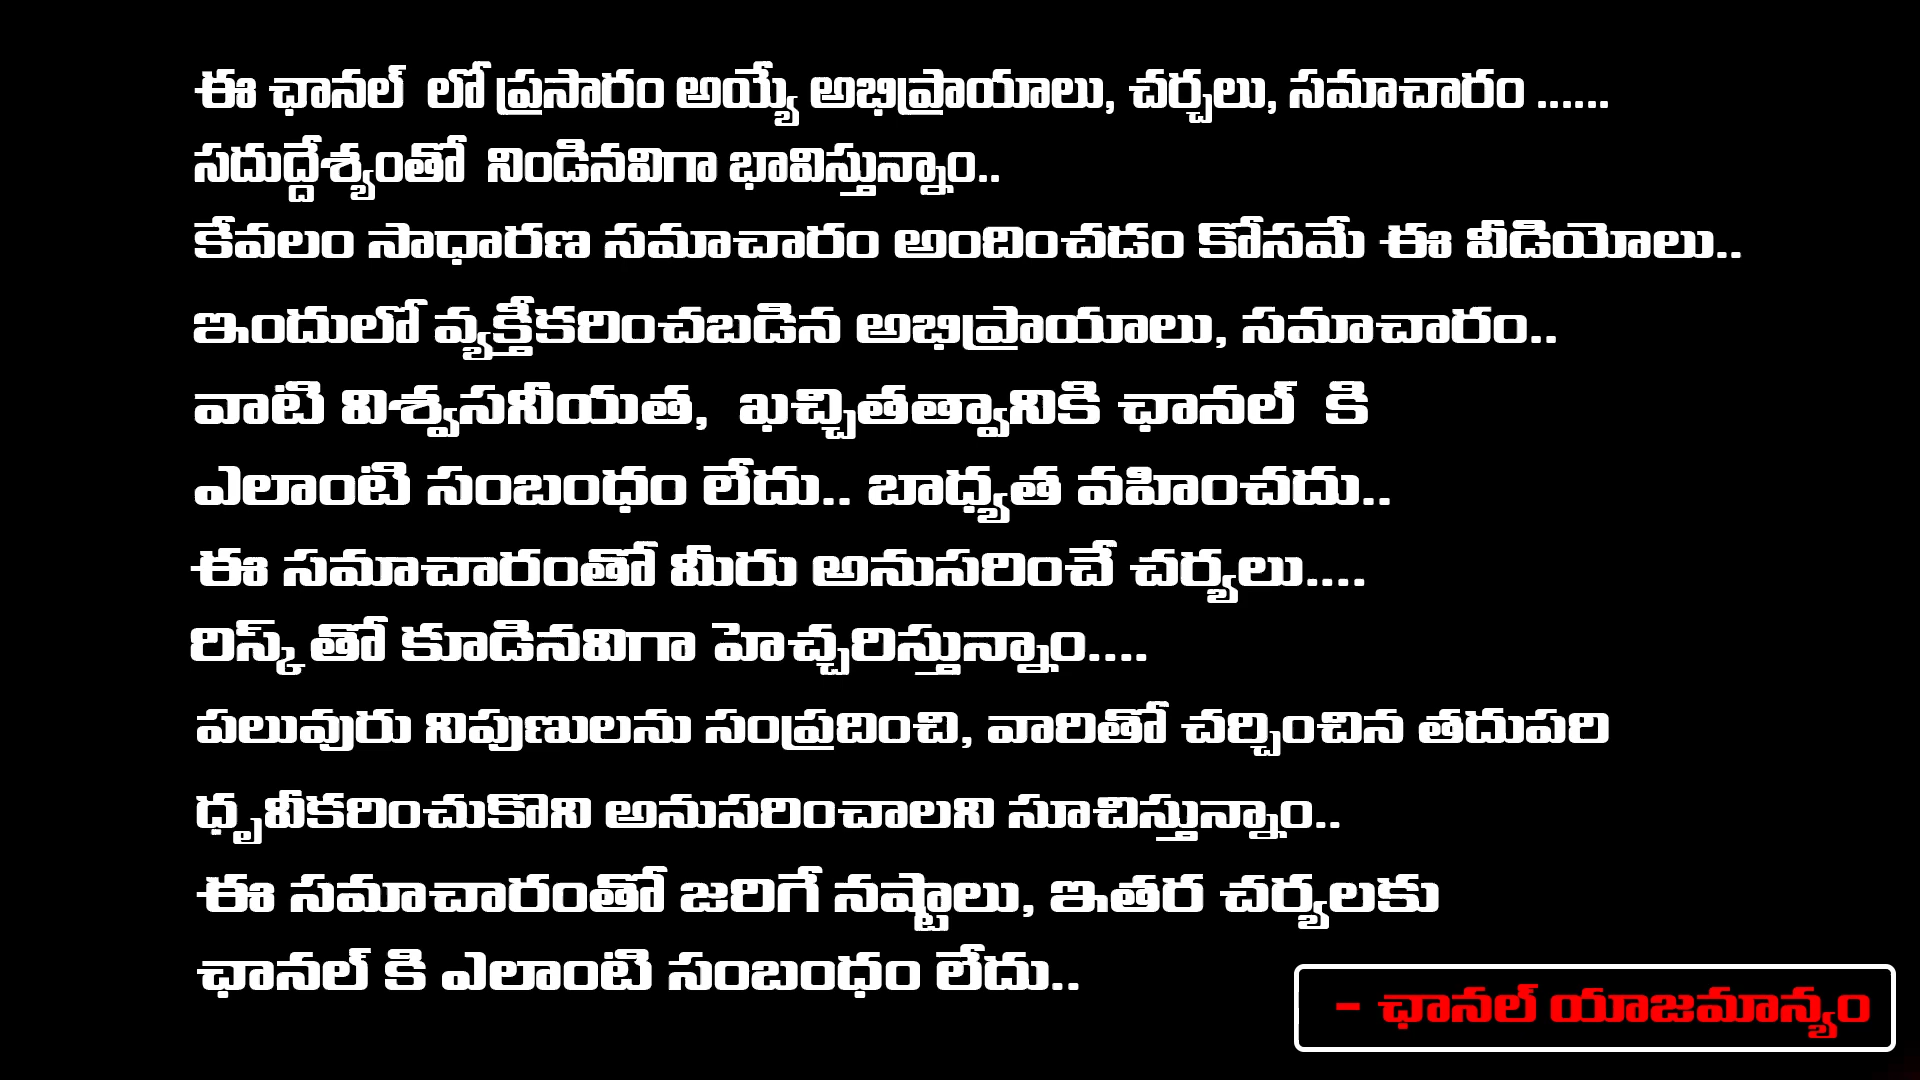 ఈ ఛానల్ లో ప్రసారం అయ్యే అభిప్రాయాలు, చర్చలు, సమాచారం ......
సదుద్దేశ్యంతో నిండినవిగా భావిస్తున్నాం..
కేవలం సాధారణ సమాచారం అందించడం కోసమే ఈ వీడియోలు..
ఇందులో వ్యక్తీకరించబడిన అభిప్రాయాలు, సమాచారం..
వాటి విశ్వసనీయత, ఖచ్చితత్వానికి ఛానల్ కి
ఎలాంటి సంబంధం లేదు.. బాధ్యత వహించదు..
ఈ సమాచారంతో మీరు అనుసరించే చర్యలు....
రిస్క్ తో కూడినవిగా హెచ్చరిస్తున్నాం....
పలువురు నిపుణులను సంప్రదించి, వారితో చర్చించిన తదుపరి
ధృవీకరించుకొని అనుసరించాలని సూచిస్తున్నాం..
ఈ సమాచారంతో జరిగే నష్టాలు, ఇతర చర్యలకు
ఛానల్ కి ఎలాంటి సంబంధం లేదు..
- ఛానల్ యాజమాన్యం